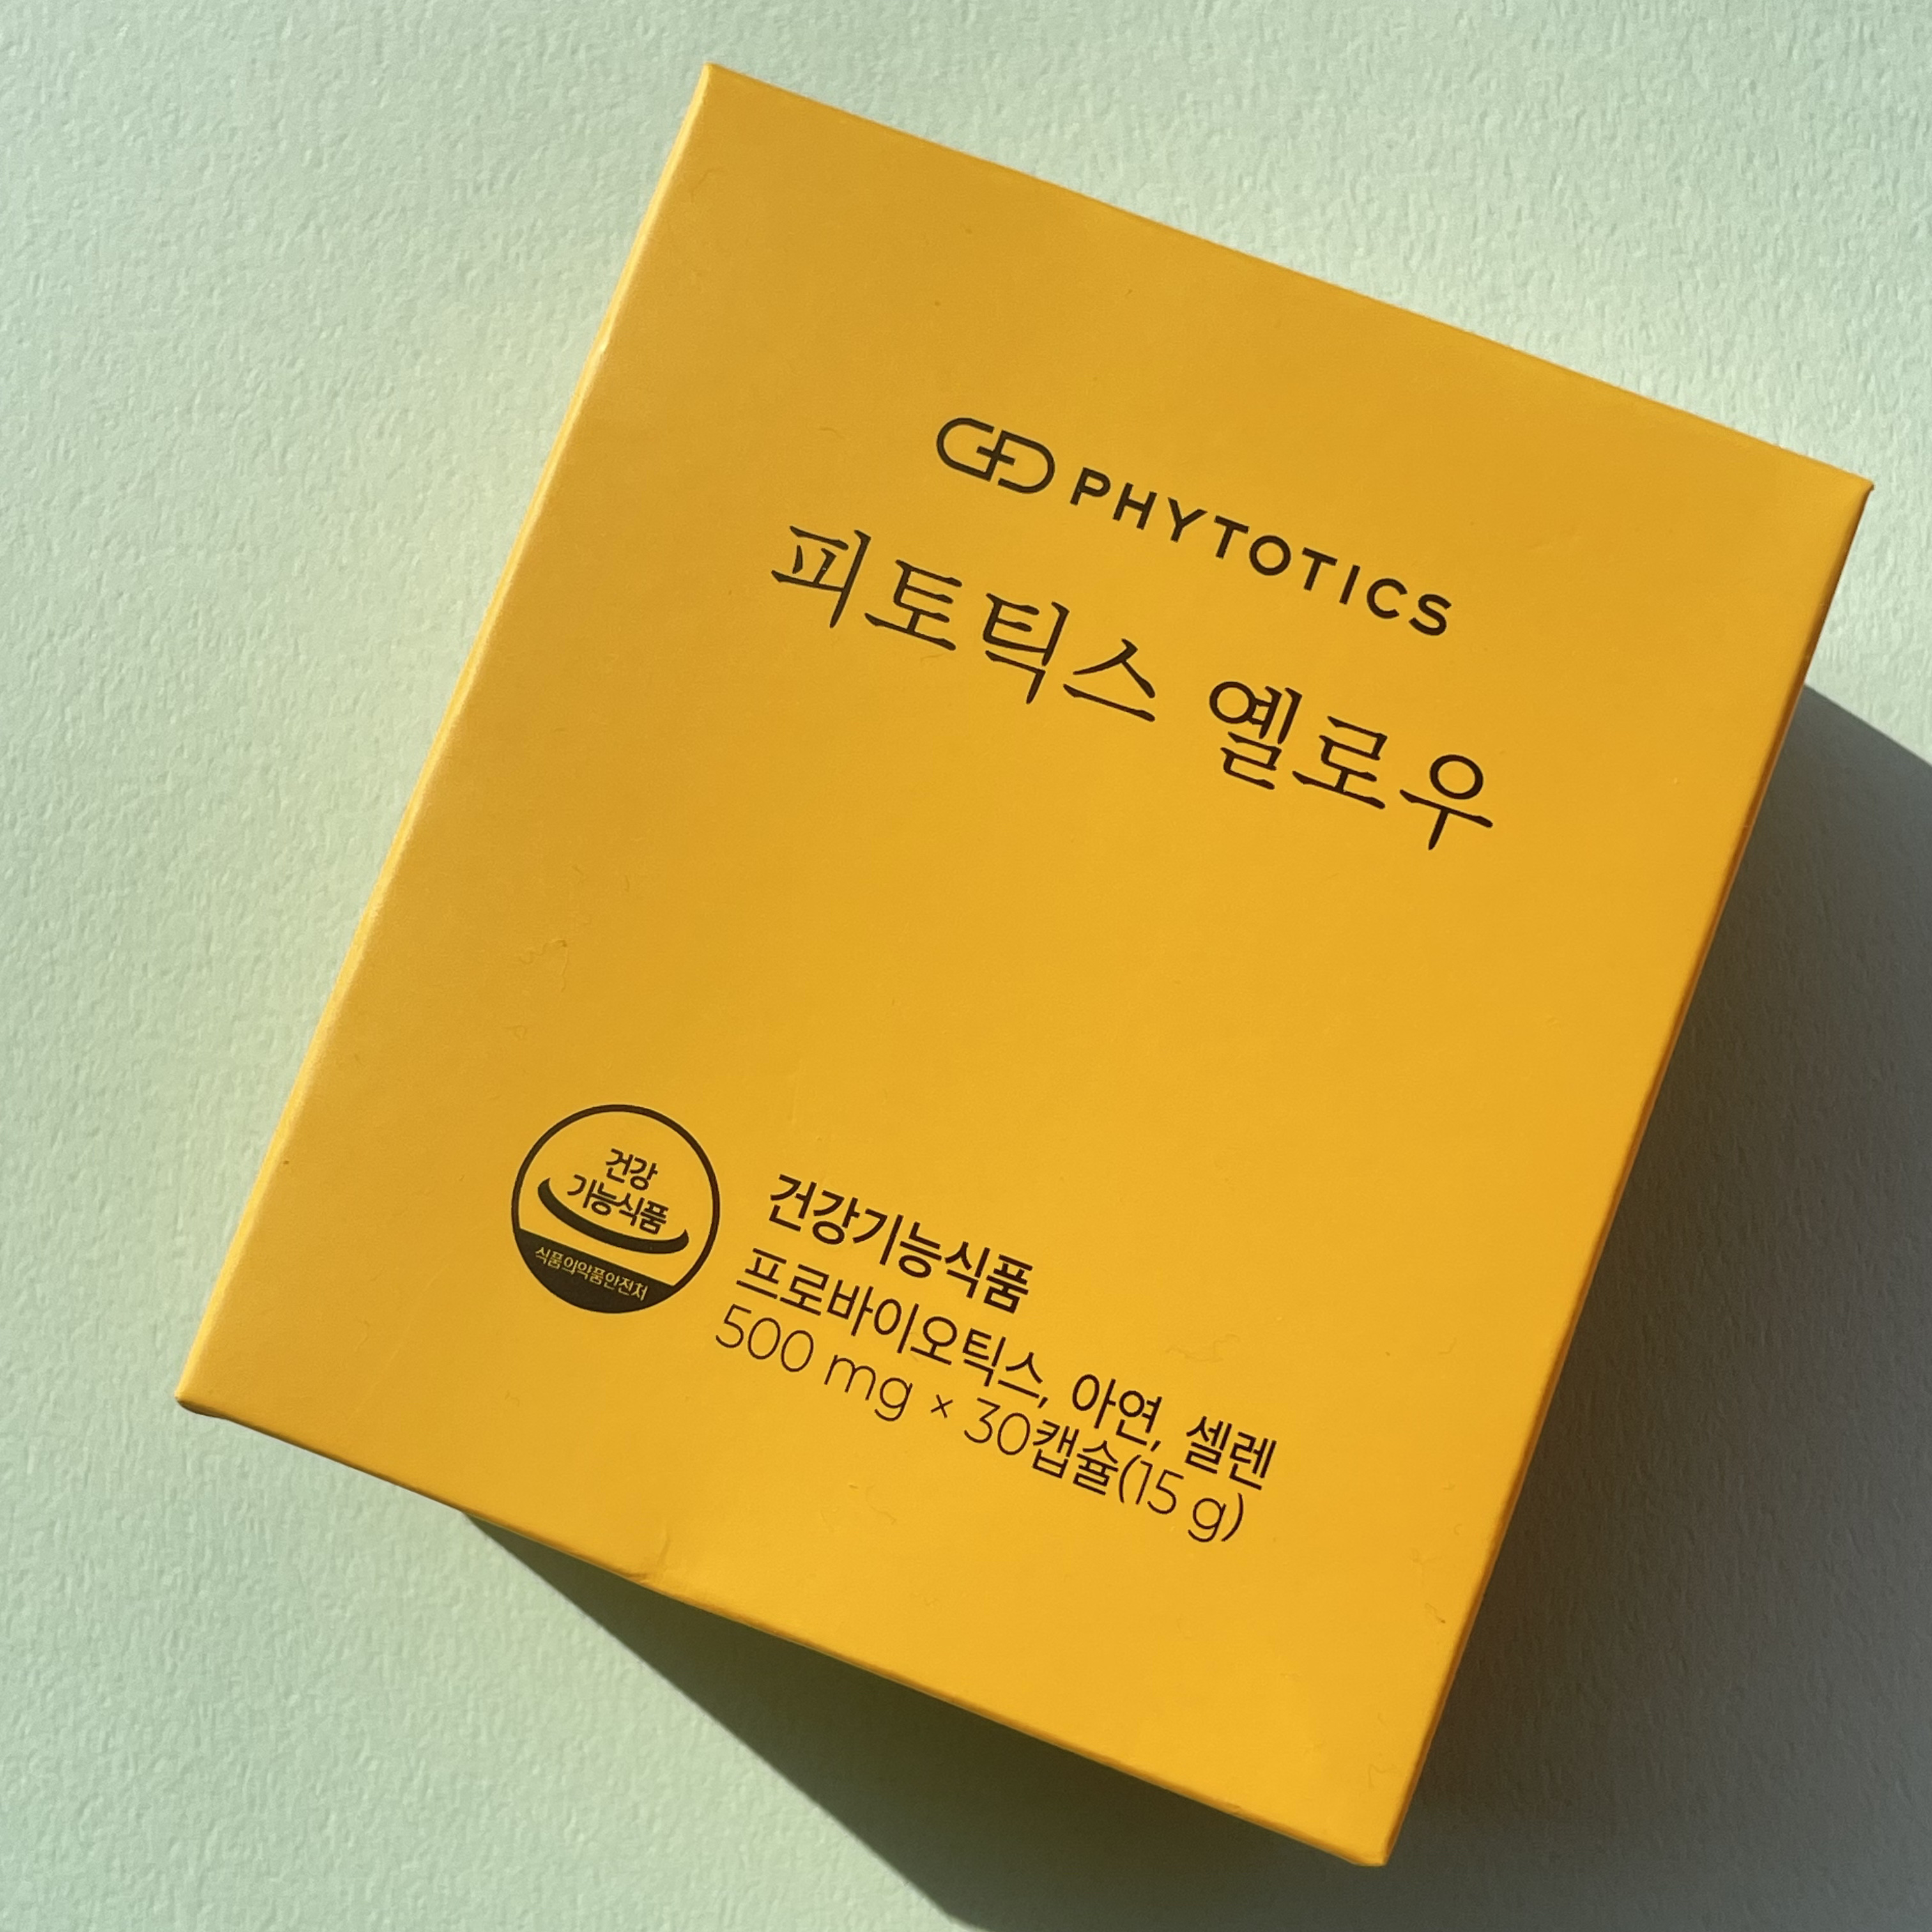 PHYTOTICS
피토틱스 옐로우
건강
기능식품
식품의약품안전처
건강기능식품
프로바이오틱스, 아연, 셀렌
500 mg × 30캡슐(15 g)